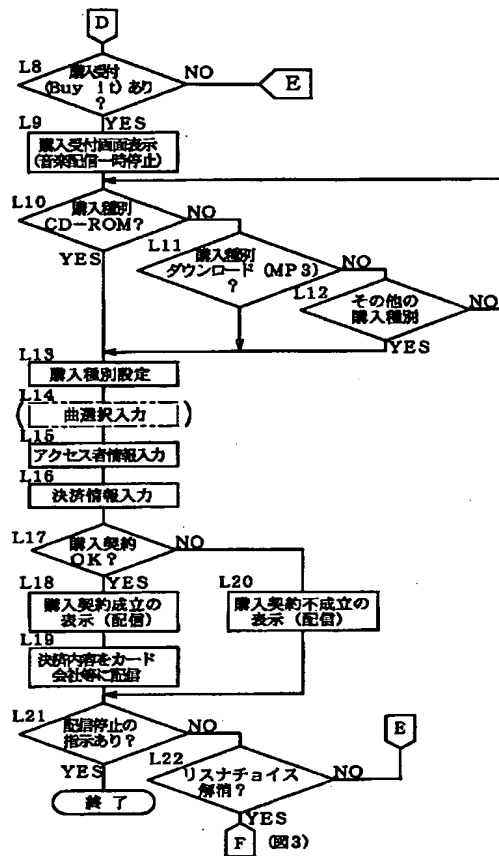 D
L8
購入受付
(Buy it)あり
?
NO
E
YES
L9
購入受付画面表示
(音楽配信一時停止)
L10
購入種別
CD-ROM?
NO
YES
L11
購入種別
ダウンロード(MP3)
?
NO
L12
その他の
購入種別
NO
YES
L13
購入種別設定
L14
( 曲選択入力 )
L15
アクセス者情報入力
L16
決済情報入力
L17
購入契約
OK?
NO
YES
L18
購入契約成立の
表示(配信)
L20
購入契約不成立の
表示(配信)
L19
決済内容をカード
会社等に配信
L21
配信停止の
指示あり?
NO
YES
終了
L22
リスナチョイス
解消?
NO
E
YES
F (図3)